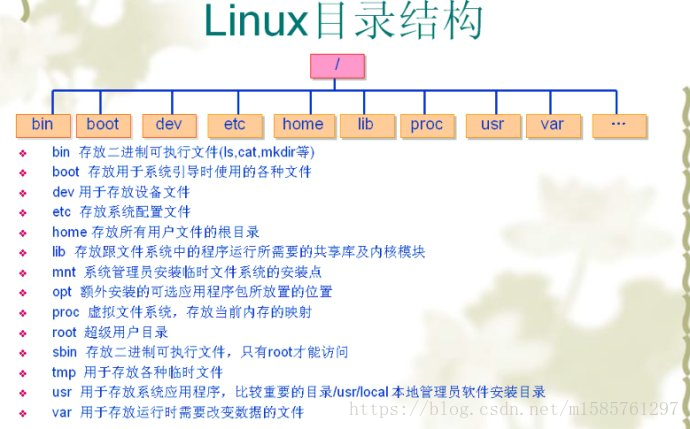 Linux目录结构
/
bin boot dev etc home lib proc usr var ...
❖ bin 存放二进制可执行文件(ls,cat,mkdir等)
❖ boot 存放用于系统引导时使用的各种文件
❖ dev 用于存放设备文件
❖ etc 存放系统配置文件
❖ home 存放所有用户文件的根目录
❖ lib 存放跟文件系统中的程序运行所需要的共享库及内核模块
❖ mnt 系统管理员安装临时文件系统的安装点
❖ opt 额外安装的可选应用程序包所放置的位置
❖ proc 虚拟文件系统，存放当前内存的映射
❖ root 超级用户目录
❖ sbin 存放二进制可执行文件，只有root才能访问
❖ tmp 用于存放各种临时文件
❖ usr 用于存放系统应用程序，比较重要的目录/usr/local 本地管理员软件安装目录
❖ var 用于存放运行时需要改变数据的文件
https://blog.csdn.net/m1585761297